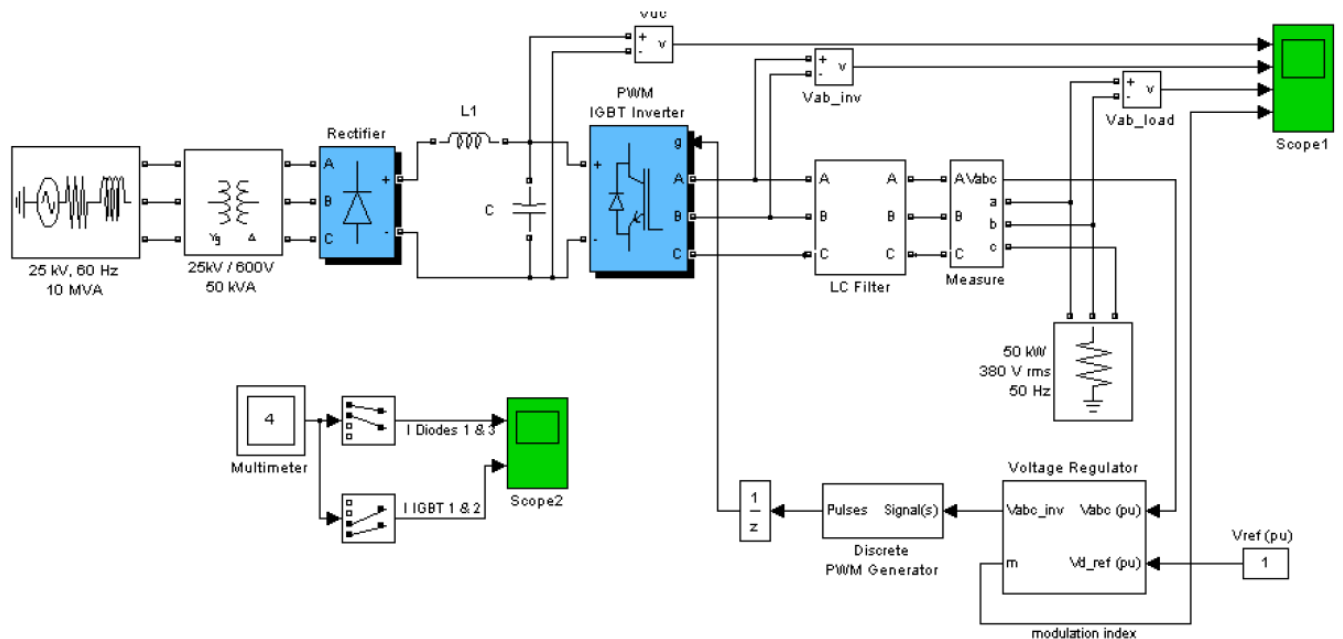 v
PWM
IGBT Inverter
L1
Rectifier
+
-
v
Vab_inv
+
-
v
Vab_load
Scope1
+
-
A
B
C
Yg
Δ
A
B
C
+
-
C
+
-
g
A
B
C
A
B
C
A
B
C
LC Filter
A
B
C
Vabc
a
b
c
Measure
25 kV, 60 Hz
10 MVA
25kV / 600V
50 kVA
50 kW
380 V rms
50 Hz
4
Multimeter
I Diodes 1 & 3
I IGBT 1 & 2
Scope2
1
z
Pulses
Signal(s)
Discrete
PWM Generator
Voltage Regulator
Vabc_inv
Vabc (pu)
m
Vd_ref (pu)
Vref (pu)
1
modulation index